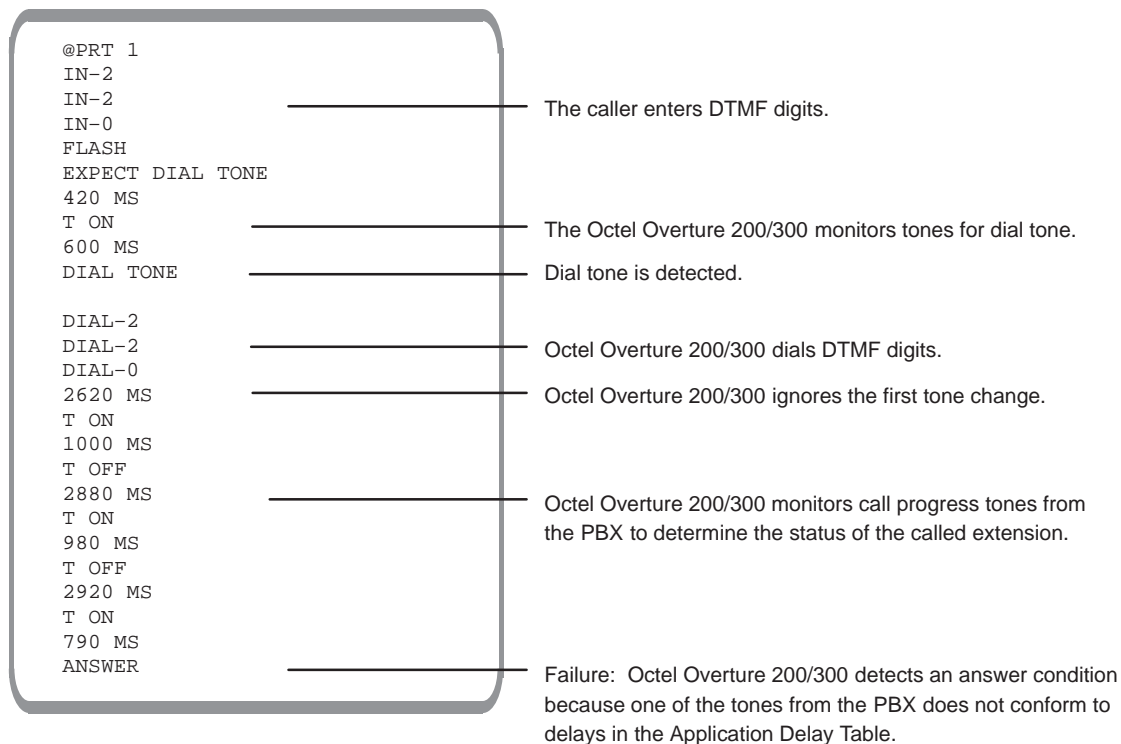 @PRT 1
IN–2
IN–2
IN–0
FLASH
EXPECT DIAL TONE
420 MS
T ON
600 MS
DIAL TONE
DIAL–2
DIAL–2
DIAL–0
2620 MS
T ON
1000 MS
T OFF
2880 MS
T ON
980 MS
T OFF
2920 MS
T ON
790 MS
ANSWER
The caller enters DTMF digits.
The Octel Overture 200/300 monitors tones for dial tone.
Dial tone is detected.
Octel Overture 200/300 dials DTMF digits.
Octel Overture 200/300 ignores the first tone change.
Octel Overture 200/300 monitors call progress tones from
the PBX to determine the status of the called extension.
Failure: Octel Overture 200/300 detects an answer condition
because one of the tones from the PBX does not conform to
delays in the Application Delay Table.